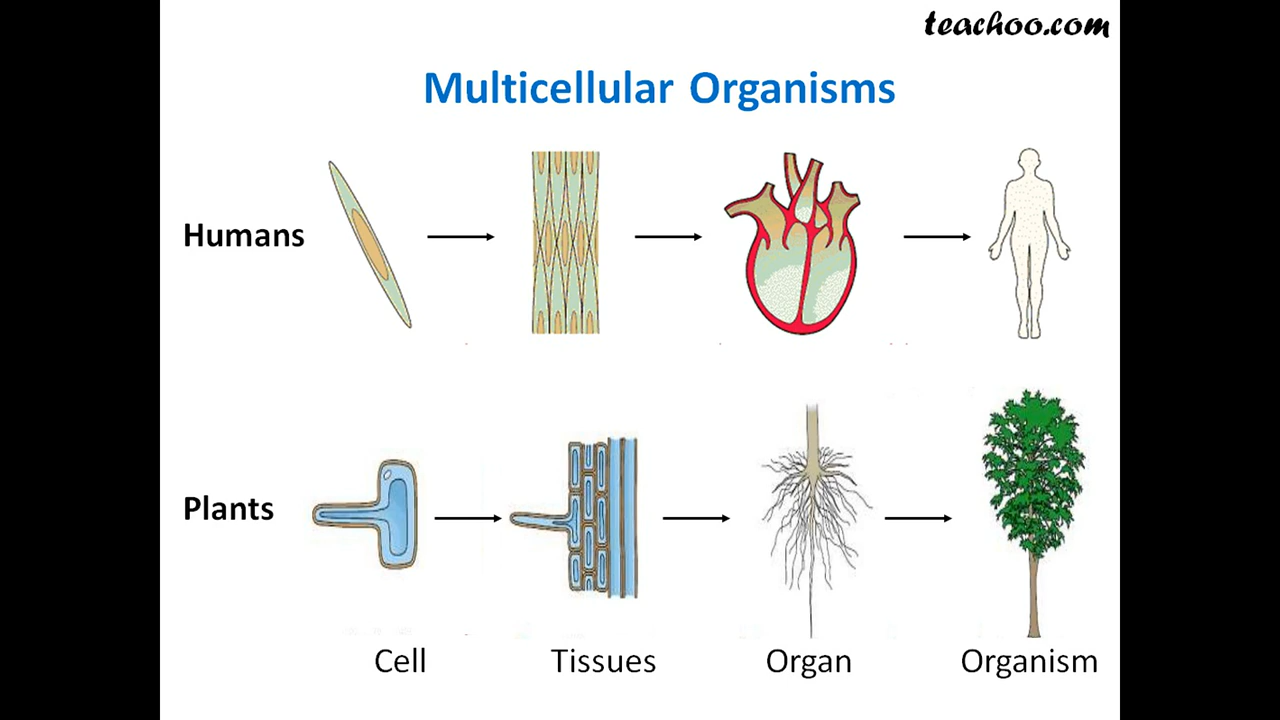 teachoo.com
Multicellular Organisms
Humans
Plants
Cell Tissues Organ Organism